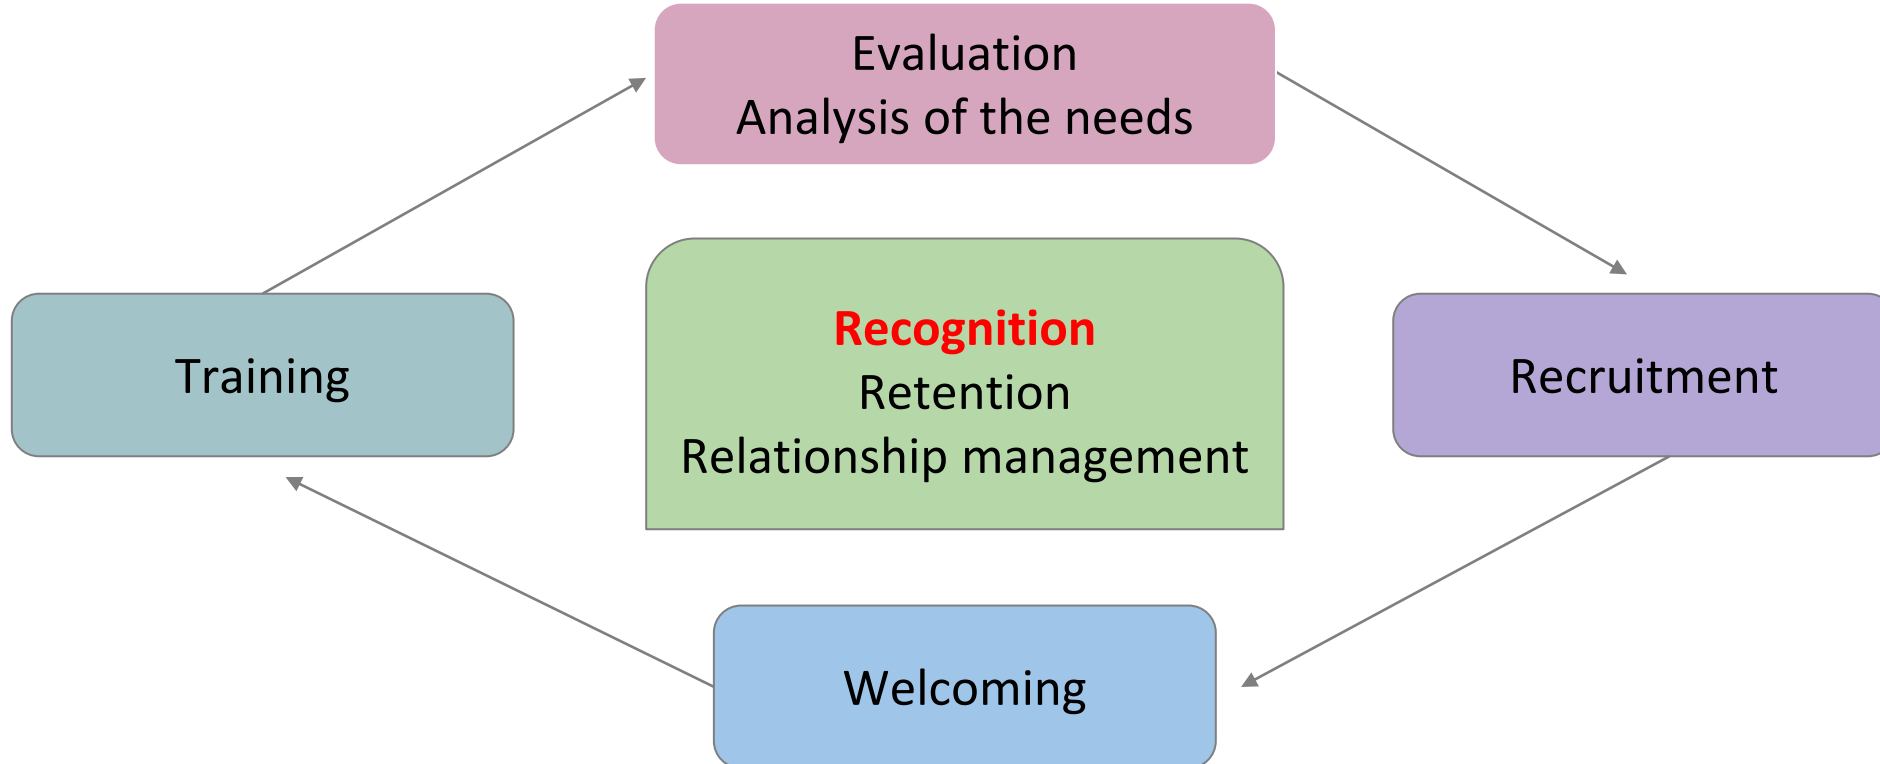 Evaluation
Analysis of the needs
Recognition
Retention
Relationship management
Training
Recruitment
Welcoming